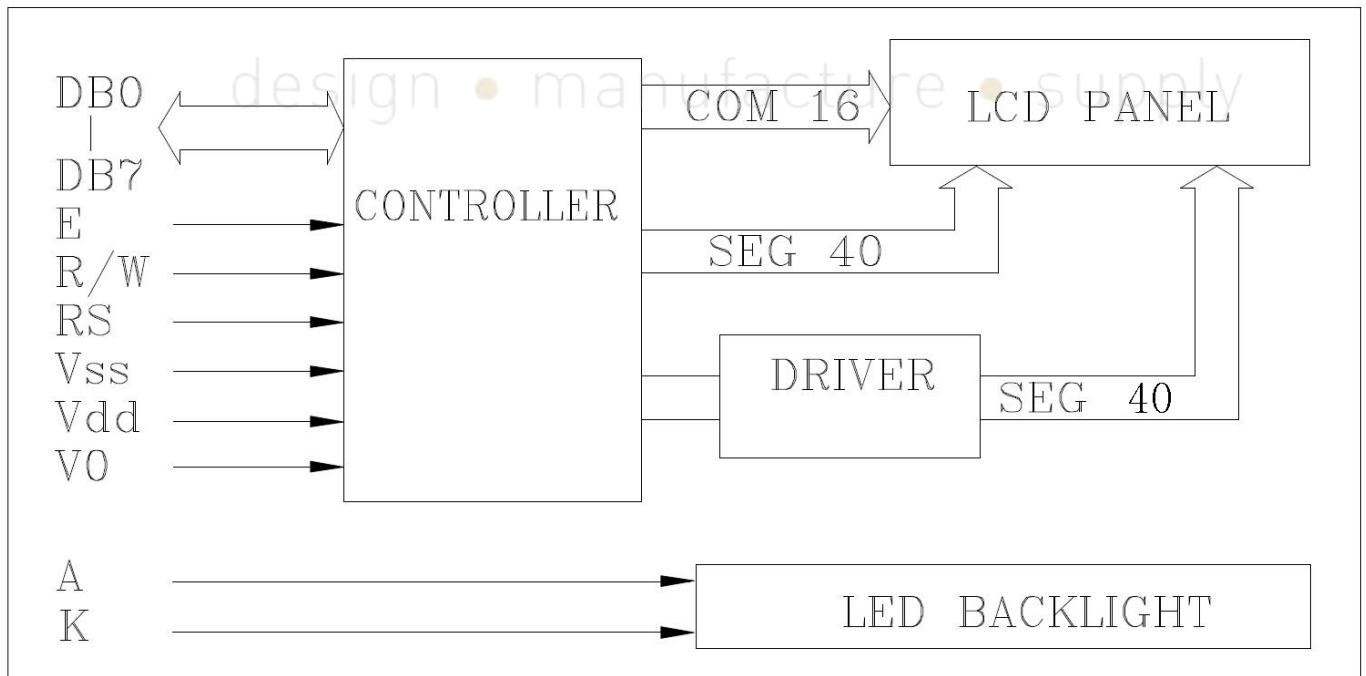 design • manufacture • supply
DB0
|
DB7
E
R/W
RS
Vss
Vdd
V0
A
K
CONTROLLER
COM 16
SEG 40
DRIVER
SEG 40
LCD PANEL
LED BACKLIGHT